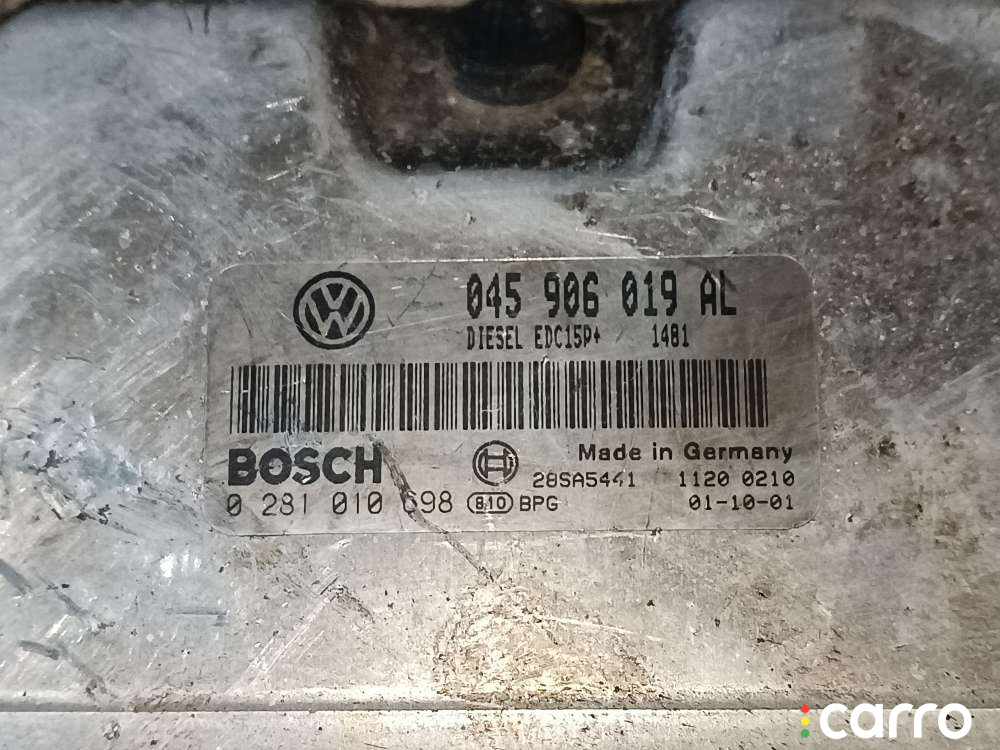 045 906 019 AL
DIESEL EDC15P+ 1481
BOSCH
Made in Germany
28SA5441 1120 0210
0 281 010 698 810 BPG 01-10-01
carro